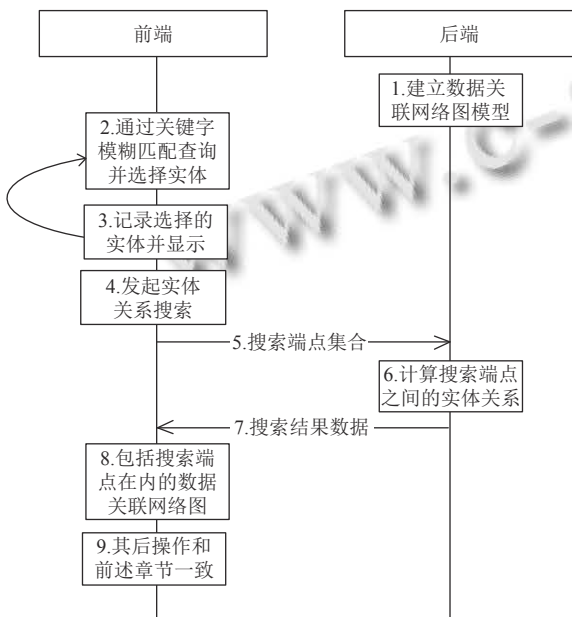 前端
后端
1.建立数据关
联网络图模型
2.通过关键字
模糊匹配查询
并选择实体
3.记录选择的
实体并显示
4.发起实体
关系搜索
5.搜索端点集合
6.计算搜索端点
之间的实体关系
7.搜索结果数据
8.包括搜索端
点在内的数据
关联网络图
9.其后操作和
前述章节一致
www.c-